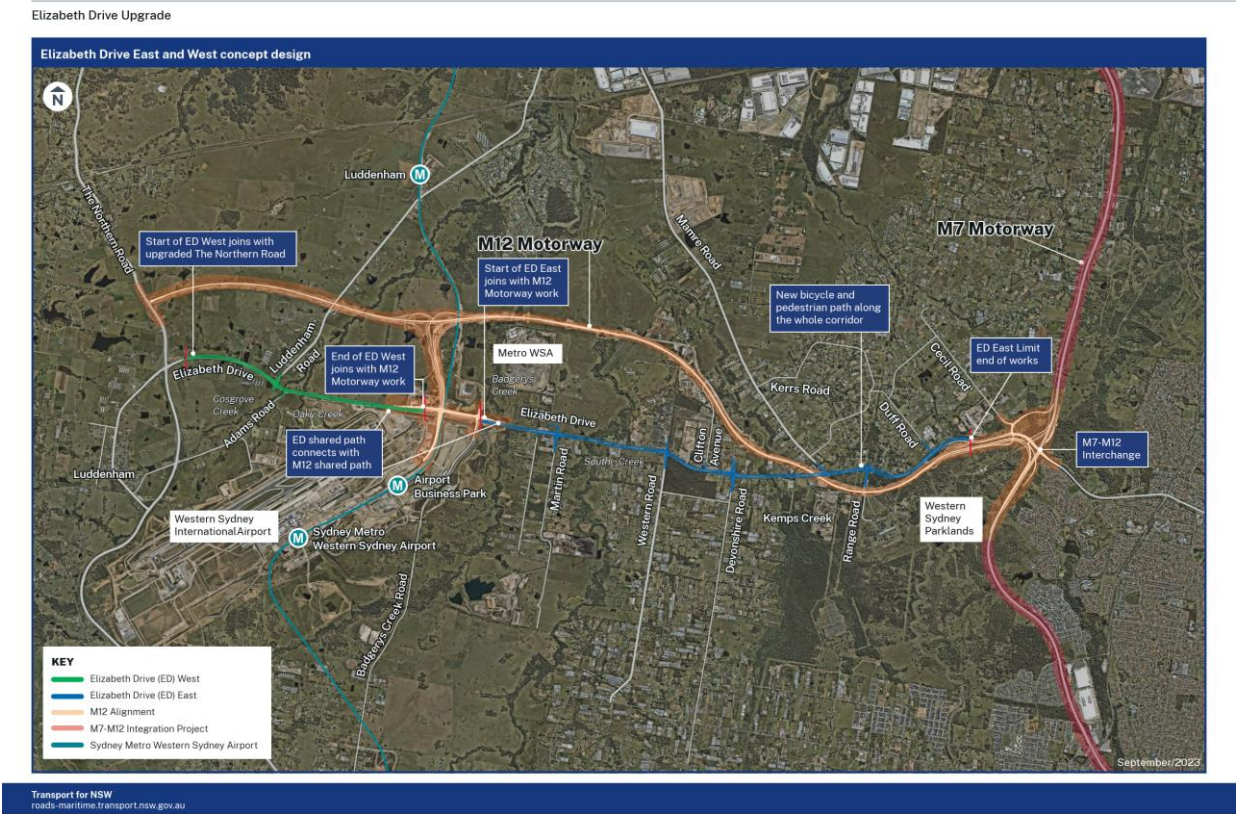 Elizabeth Drive Upgrade
Elizabeth Drive East and West concept design
N
The Northern Road
Luddenham
M
Start of ED West joins with
upgraded The Northern Road
M12 Motorway
Start of ED East
joins with M12
Motorway work
Mamre Road
M7 Motorway
New bicycle and
pedestrian path along
the whole corridor
ED East Limit
end of works
Cecil Road
Luddenham
Road
End of ED West
joins with M12
Motorway work
Metro WSA
Elizabeth Drive
Badgerys
Creek
Kerrs Road
Cosgrove
Creek
Oaky Creek
Elizabeth Drive
Duff Road
Adams Road
Clifton
Avenue
ED shared path
connects with
M12 shared path
M7-M12
Interchange
Luddenham
South Creek
Martin Road
Western Road
Devonshire Road
Range Road
M
Airport
Business Park
Kemps Creek
Western
Sydney
Parklands
Western Sydney
InternationalAirport
M
Sydney Metro
Western Sydney Airport
Badgerys Creek Road
KEY
Elizabeth Drive (ED) West
Elizabeth Drive (ED) East
M12 Alignment
M7-M12 Integration Project
Sydney Metro Western Sydney Airport
September/2023
Transport for NSW
roads-maritime.transport.nsw.gov.au